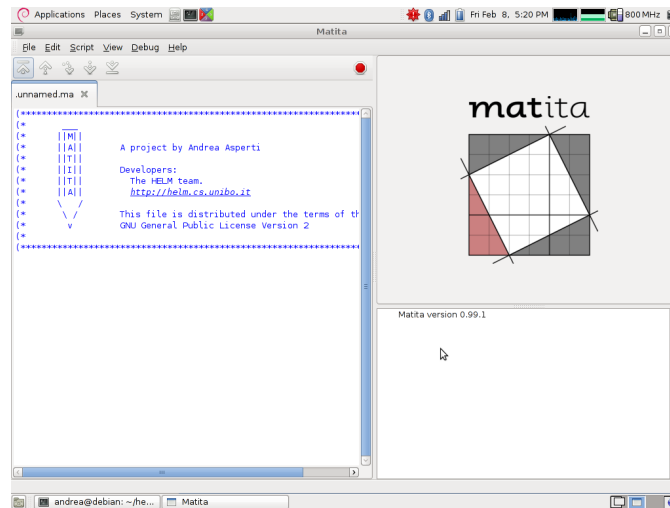 Applications Places System Fri Feb 8, 5:20 PM 800 MHz
Matita
File Edit Script View Debug Help
.unnamed.ma
(**********************************************************
(* ___
(* ||M||
(* ||A|| A project by Andrea Asperti
(* ||T||
(* ||I|| Developers:
(* ||T|| The HELM team.
(* ||A|| http://helm.cs.unibo.it
(* \ /
(* \ / This file is distributed under the terms of th
(* v GNU General Public License Version 2
(*
(**********************************************************
matita
Matita version 0.99.1
andrea@debian: ~/he... Matita